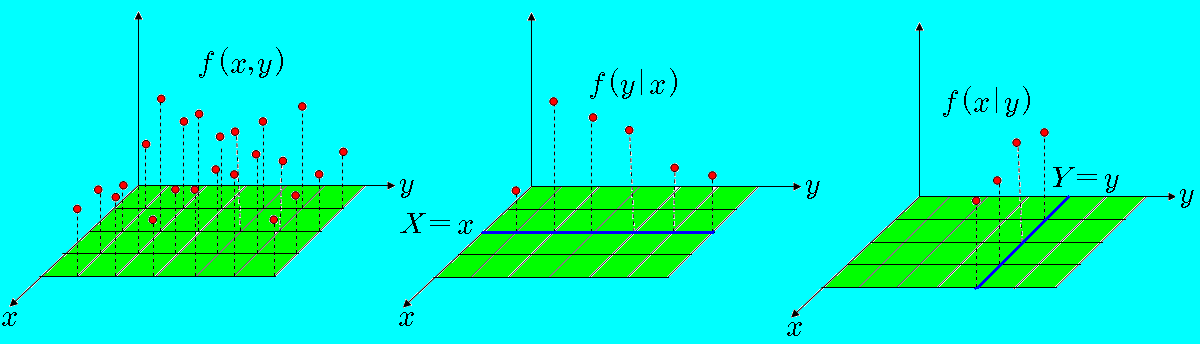 f(x,y)
y
x
f(y|x)
y
X=x
x
f(x|y)
Y=y
y
x